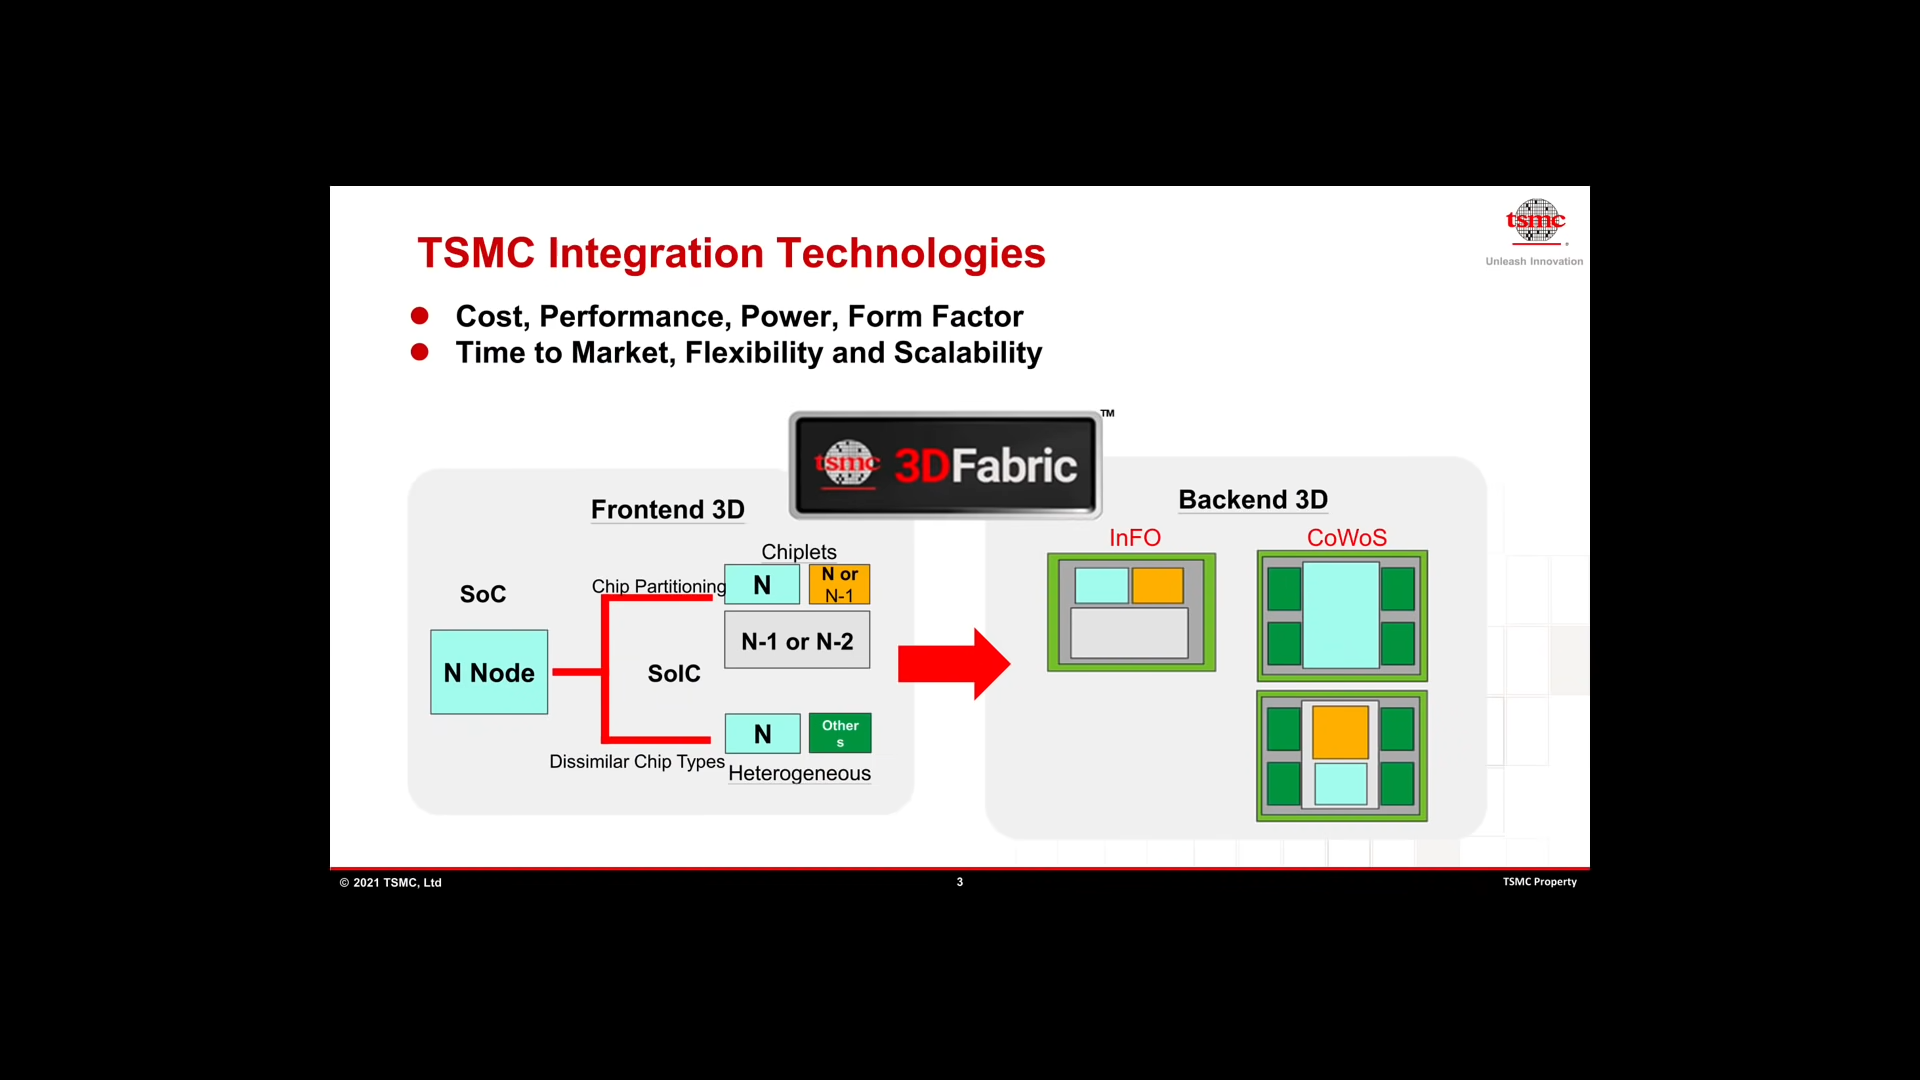 tsmc
Unleash Innovation
TSMC Integration Technologies
Cost, Performance, Power, Form Factor
Time to Market, Flexibility and Scalability
tsmc 3DFabric ™
Frontend 3D
Chiplets
Chip Partitioning
N
N or
N-1
N-1 or N-2
SoC
N Node
SoIC
N
Other
s
Dissimilar Chip Types
Heterogeneous
Backend 3D
InFO
CoWoS
© 2021 TSMC, Ltd
3
TSMC Property